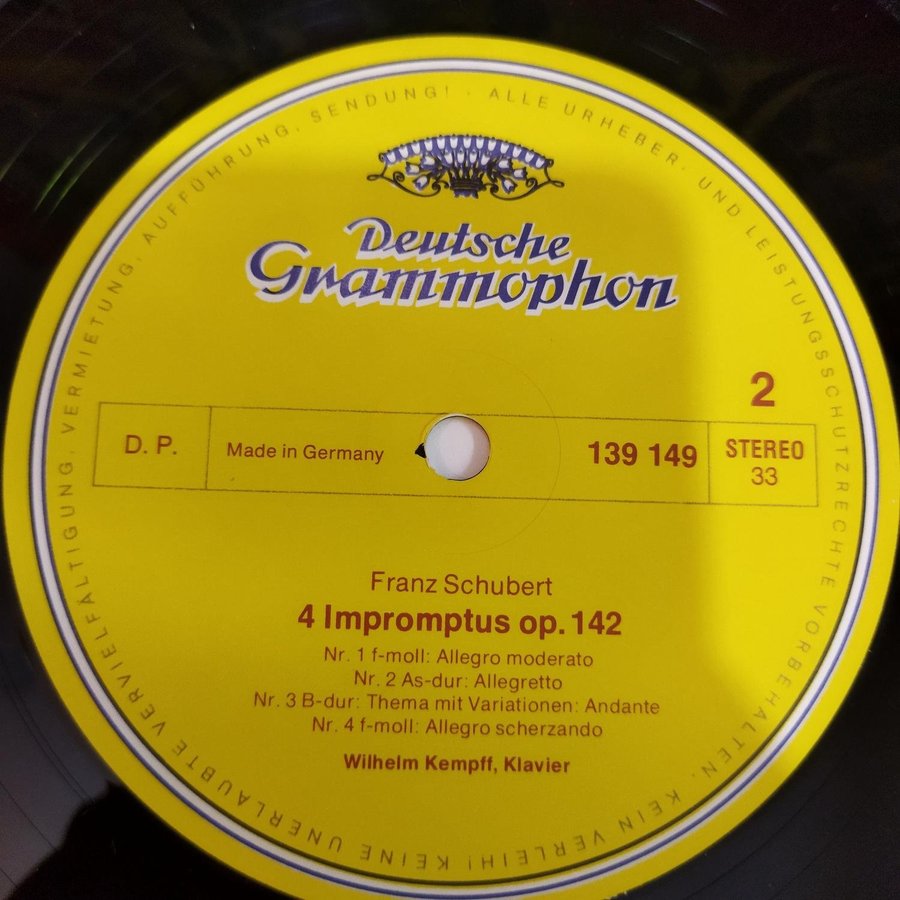 Deutsche
Grammophon
2
D. P.
Made in Germany
139 149
STEREO
33
Franz Schubert
4 Impromptus op. 142
Nr. 1 f-moll: Allegro moderato
Nr. 2 As-dur: Allegretto
Nr. 3 B-dur: Thema mit Variationen: Andante
Nr. 4 f-moll: Allegro scherzando
Wilhelm Kempff, Klavier
ALLE URHEBER- UND LEISTUNGSSCHUTZRECHTE VORBEHALTEN. KEIN VERLEIH! KEINE UNERLAUBTE VERVIELFÄLTIGUNG, VERMIETUNG, AUFFÜHRUNG, SENDUNG! ·